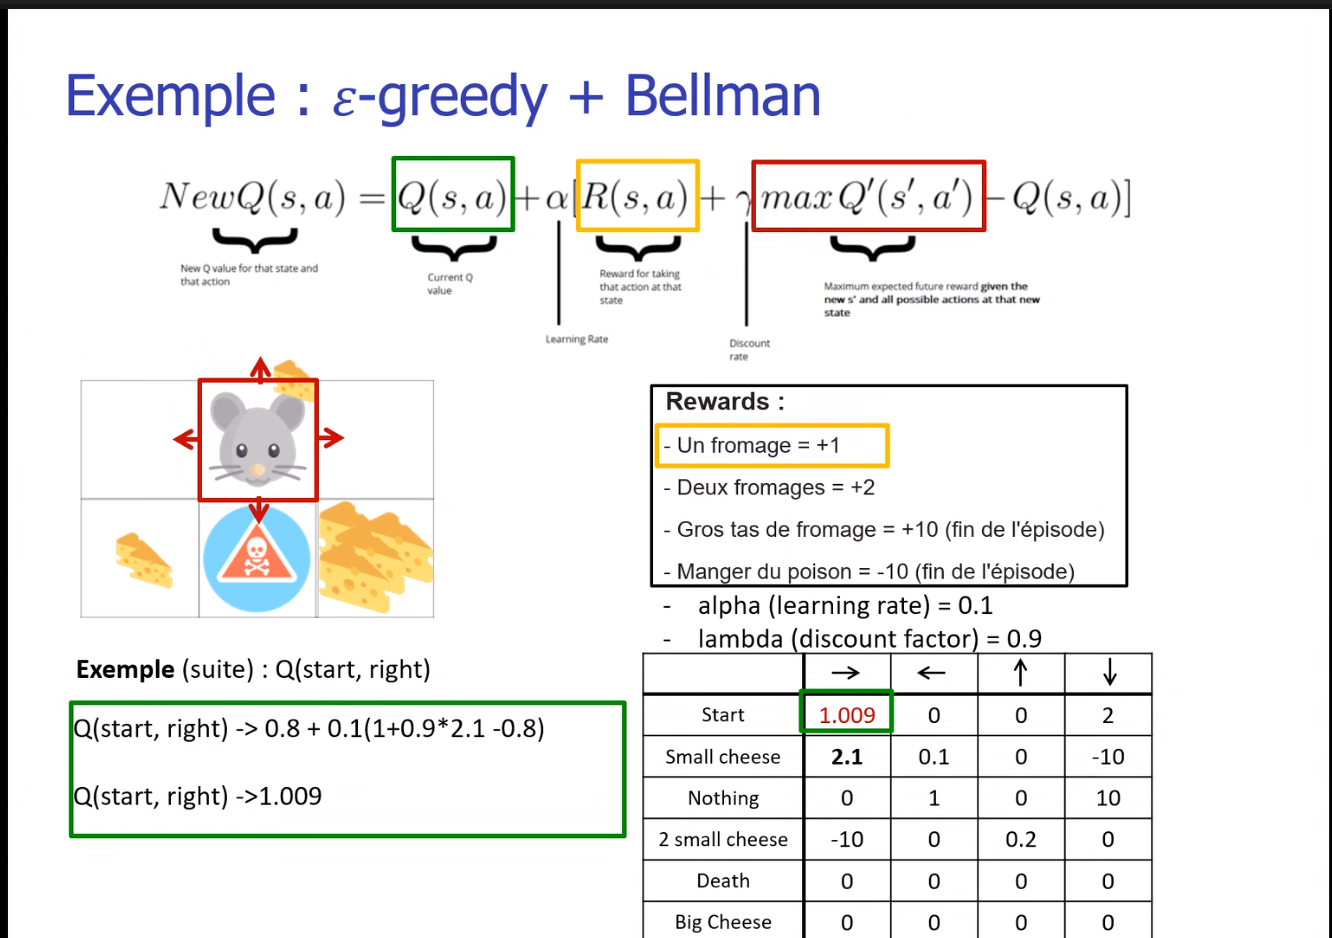 Exemple : ε-greedy + Bellman
NewQ(s, a) = Q(s, a) + α[R(s, a) + γ max Q'(s', a') − Q(s, a)]
New Q value for that state and
that action
Current Q
value
Learning Rate
Reward for taking
that action at that
state
Discount
rate
Maximum expected future reward given the
new s' and all possible actions at that new
state
Rewards :
- Un fromage = +1
- Deux fromages = +2
- Gros tas de fromage = +10 (fin de l'épisode)
- Manger du poison = -10 (fin de l'épisode)
- alpha (learning rate) = 0.1
- lambda (discount factor) = 0.9
Exemple (suite) : Q(start, right)
Q(start, right) -> 0.8 + 0.1(1+0.9*2.1 -0.8)
Q(start, right) ->1.009
→ ← ↑ ↓
Start 1.009 0 0 2
Small cheese 2.1 0.1 0 -10
Nothing 0 1 0 10
2 small cheese -10 0 0.2 0
Death 0 0 0 0
Big Cheese 0 0 0 0